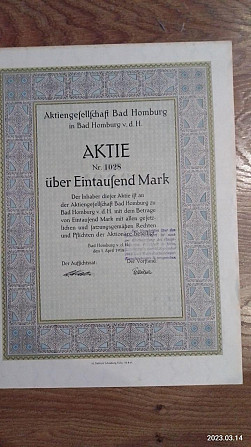 Aktiengesellschaft Bad Homburg
in Bad Homburg v. d. H.
AKTIE
Nr. 1028
über Eintausend Mark
Der Inhaber dieser Aktie ist an
der Aktiengesellschaft Bad Homburg zu
Bad Homburg v. d. H. mit dem Betrage
von Eintausend Mark mit allen gesetz-
lichen und satzungsgemäßen Rechten
und Pflichten der Aktionäre beteiligt
Bad Homburg v. d. H.
den 1. April
Der Aufsichtsrat:
Der Vorstand:
2023.03.14